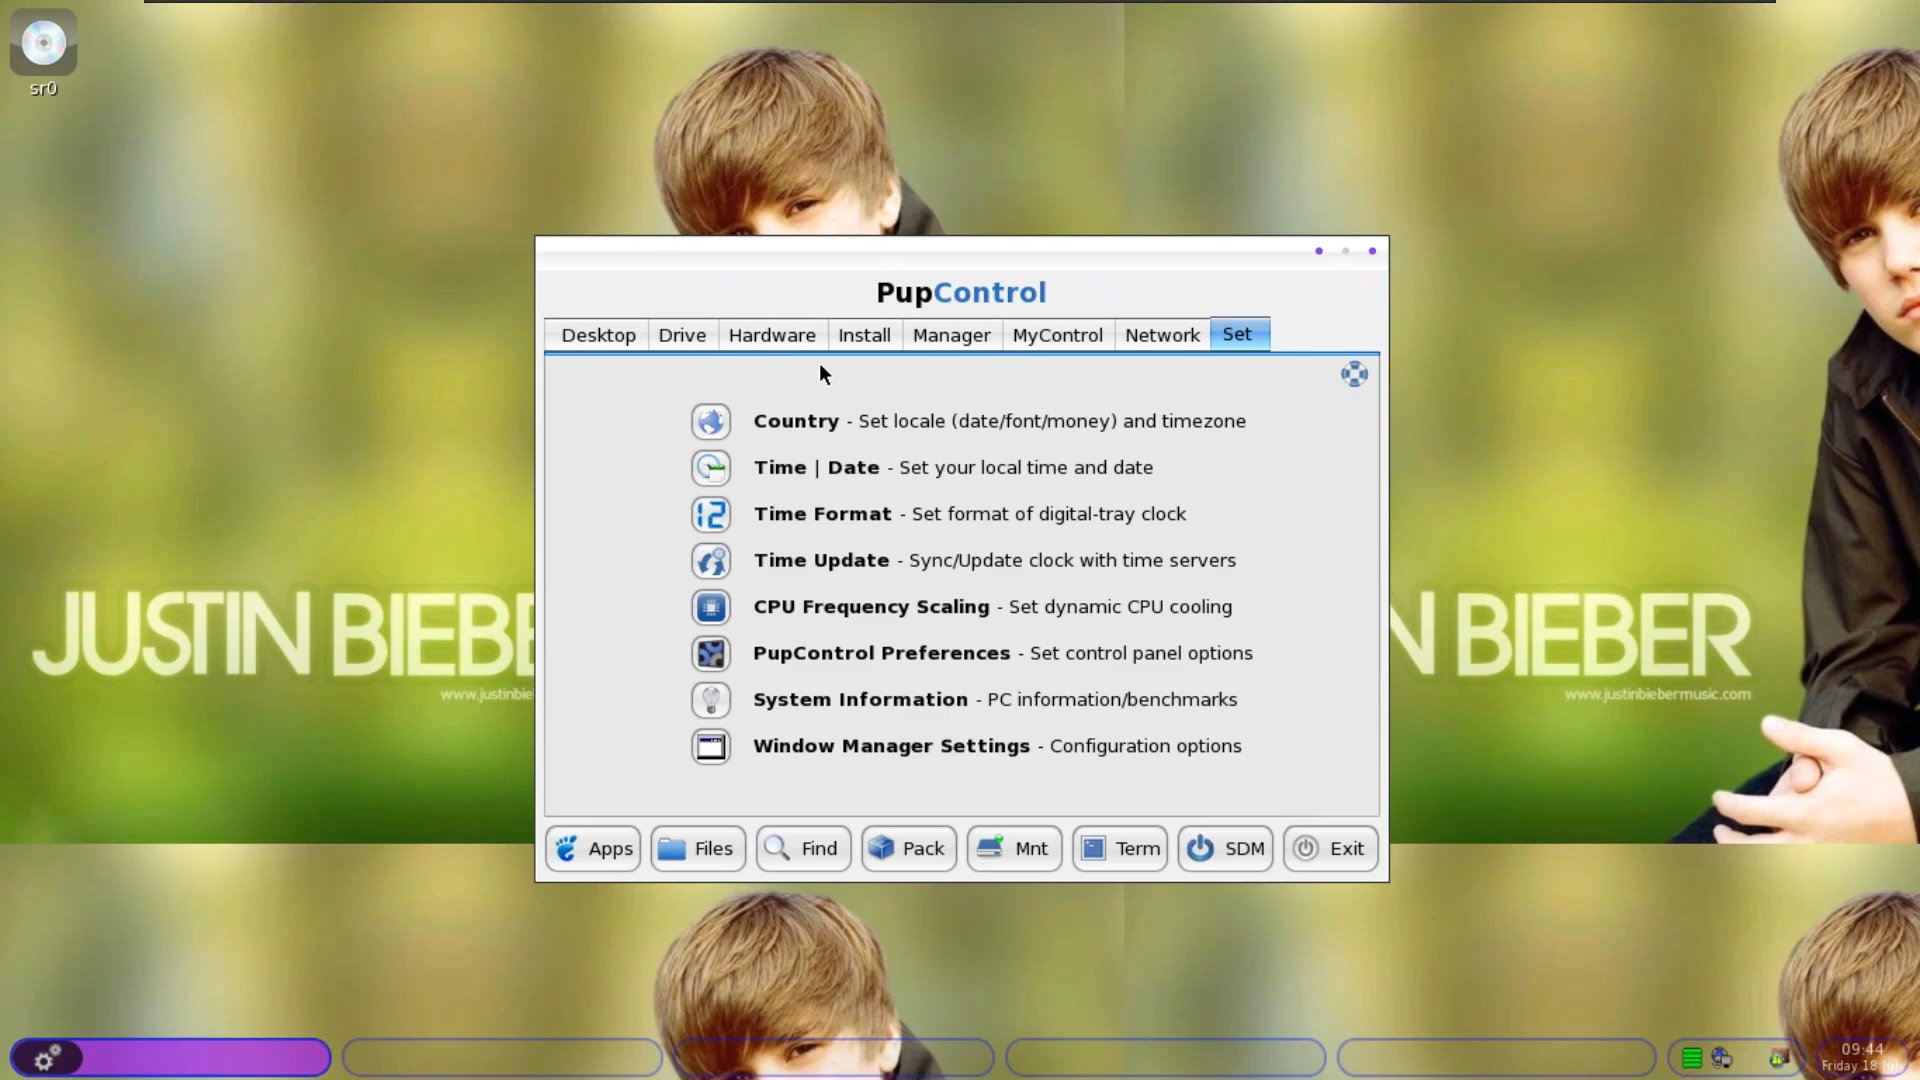 sr0
PupControl
Desktop Drive Hardware Install Manager MyControl Network Set
Country - Set locale (date/font/money) and timezone
Time | Date - Set your local time and date
12
Time Format - Set format of digital-tray clock
Time Update - Sync/Update clock with time servers
CPU Frequency Scaling - Set dynamic CPU cooling
PupControl Preferences - Set control panel options
System Information - PC information/benchmarks
Window Manager Settings - Configuration options
JUSTIN BIEBE
www.justinbie
N BIEBER
www.justinbiebermusic.com
Apps Files Find Pack Mnt Term SDM Exit
09:44
Friday 18 July